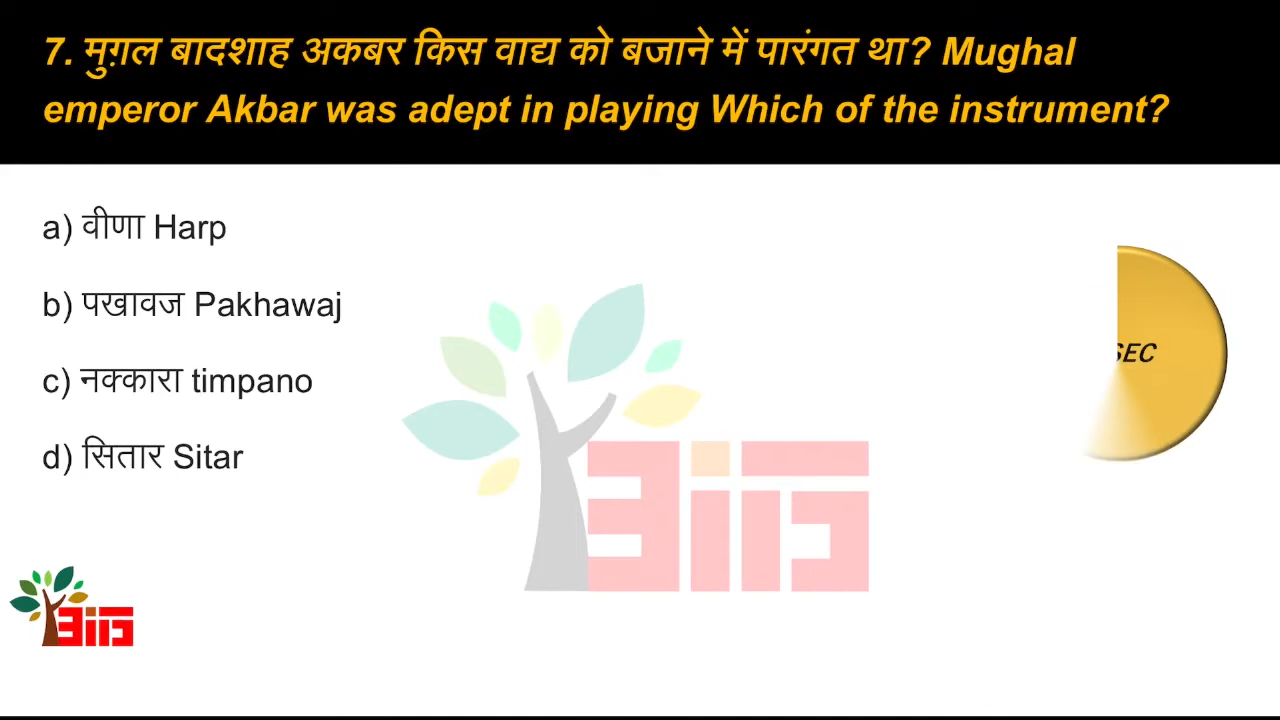 7. मुग़ल बादशाह अकबर किस वाद्य को बजाने में पारंगत था? Mughal
emperor Akbar was adept in playing Which of the instrument?
a) वीणा Harp
b) पखावज Pakhawaj
c) नक्कारा timpano
d) सितार Sitar
SEC